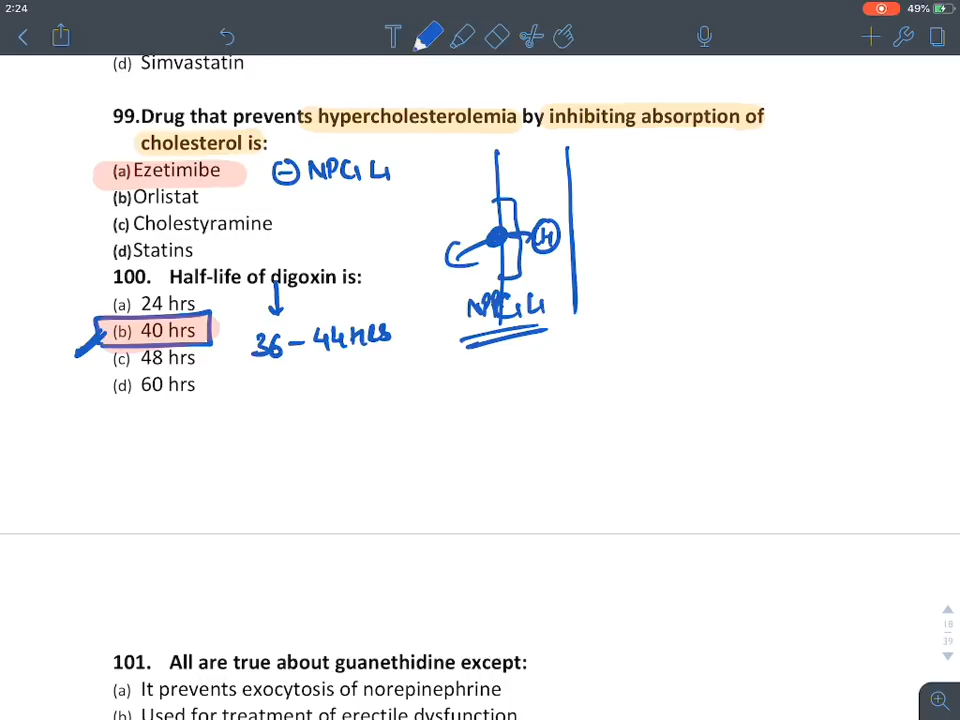 2:24
49%
T
(d) Simvastatin
99.Drug that prevents hypercholesterolemia by inhibiting absorption of
cholesterol is:
(a) Ezetimibe
NPC1L1
(b) Orlistat
(c) Cholestyramine
(d) Statins
NPC1L1
100. Half-life of digoxin is:
(a) 24 hrs
(b) 40 hrs
36-44 HRS
(c) 48 hrs
(d) 60 hrs
18
39
101. All are true about guanethidine except:
(a) It prevents exocytosis of norepinephrine
(b) Used for treatment of erectile dysfunction